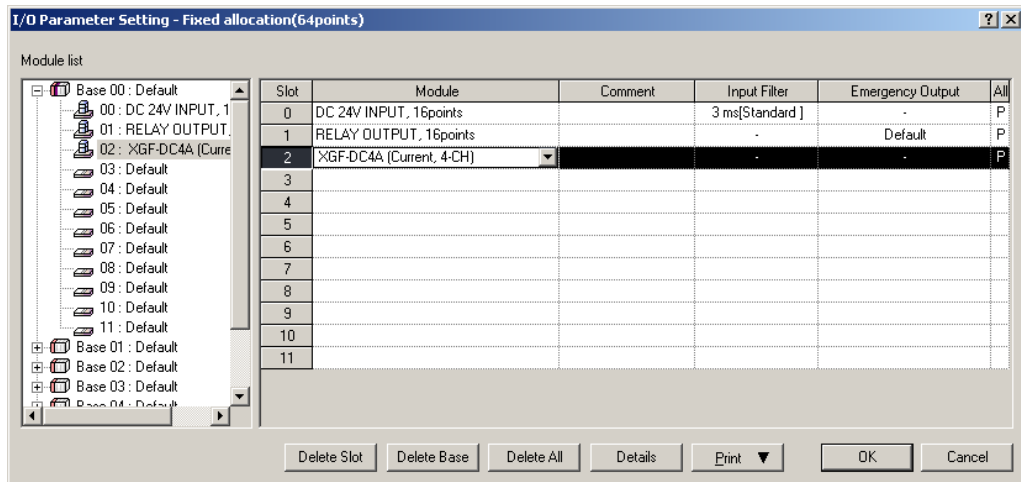 I/O Parameter Setting - Fixed allocation(64points)
Module list
Base 00 : Default
00 : DC 24V INPUT, 1
01 : RELAY OUTPUT,
02 : XGF-DC4A (Curre
03 : Default
04 : Default
05 : Default
06 : Default
07 : Default
08 : Default
09 : Default
10 : Default
11 : Default
Base 01 : Default
Base 02 : Default
Base 03 : Default
Base 04 : Default
Slot Module Comment Input Filter Emergency Output All
0 DC 24V INPUT, 16points 3 ms[Standard ] - P
1 RELAY OUTPUT, 16points - Default P
2 XGF-DC4A (Current, 4-CH) - - P
3
4
5
6
7
8
9
10
11
Delete Slot Delete Base Delete All Details Print OK Cancel